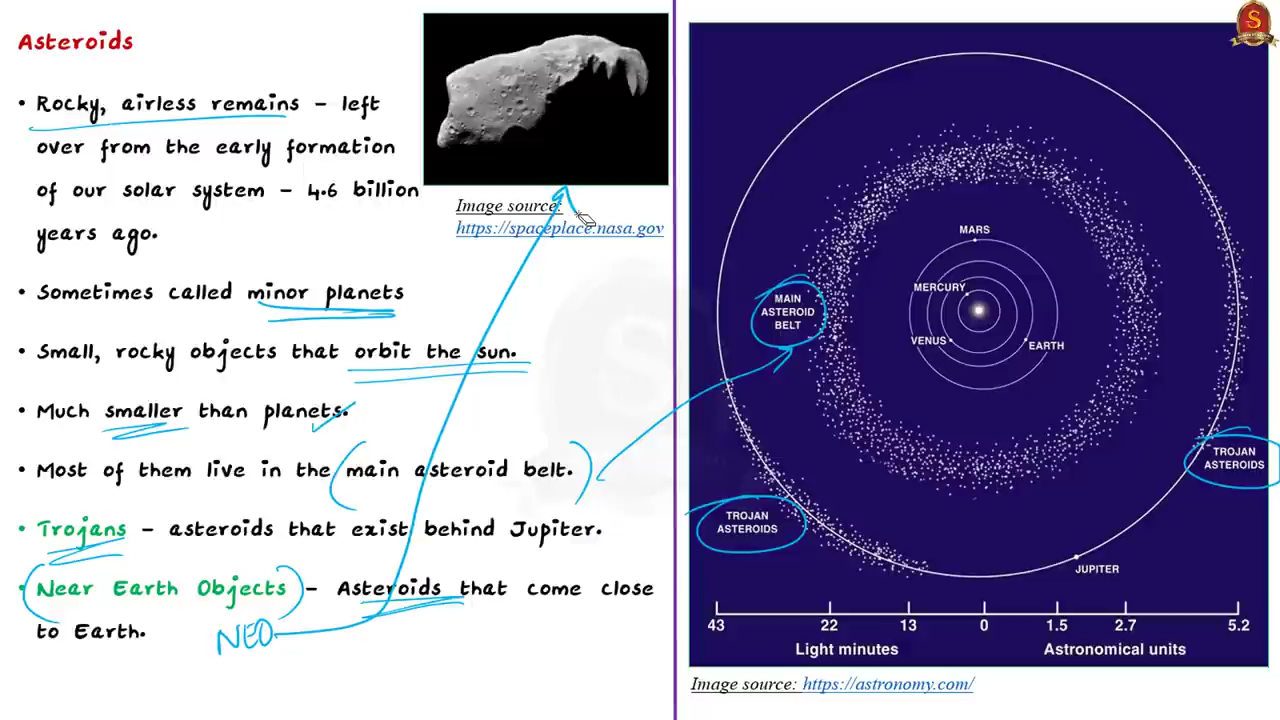 Asteroids
• Rocky, airless remains – left
over from the early formation
of our solar system – 4.6 billion
years ago.
• Sometimes called minor planets
• Small, rocky objects that orbit the sun.
• Much smaller than planets.
• Most of them live in the main asteroid belt.
• Trojans – asteroids that exist behind Jupiter.
• Near Earth Objects – Asteroids that come close
to Earth.
NEO
Image source:
https://spaceplace.nasa.gov
MARS
MERCURY
VENUS
EARTH
MAIN
ASTEROID
BELT
TROJAN
ASTEROIDS
TROJAN
ASTEROIDS
JUPITER
43 22 13 0 1.5 2.7 5.2
Light minutes Astronomical units
Image source: https://astronomy.com/
S